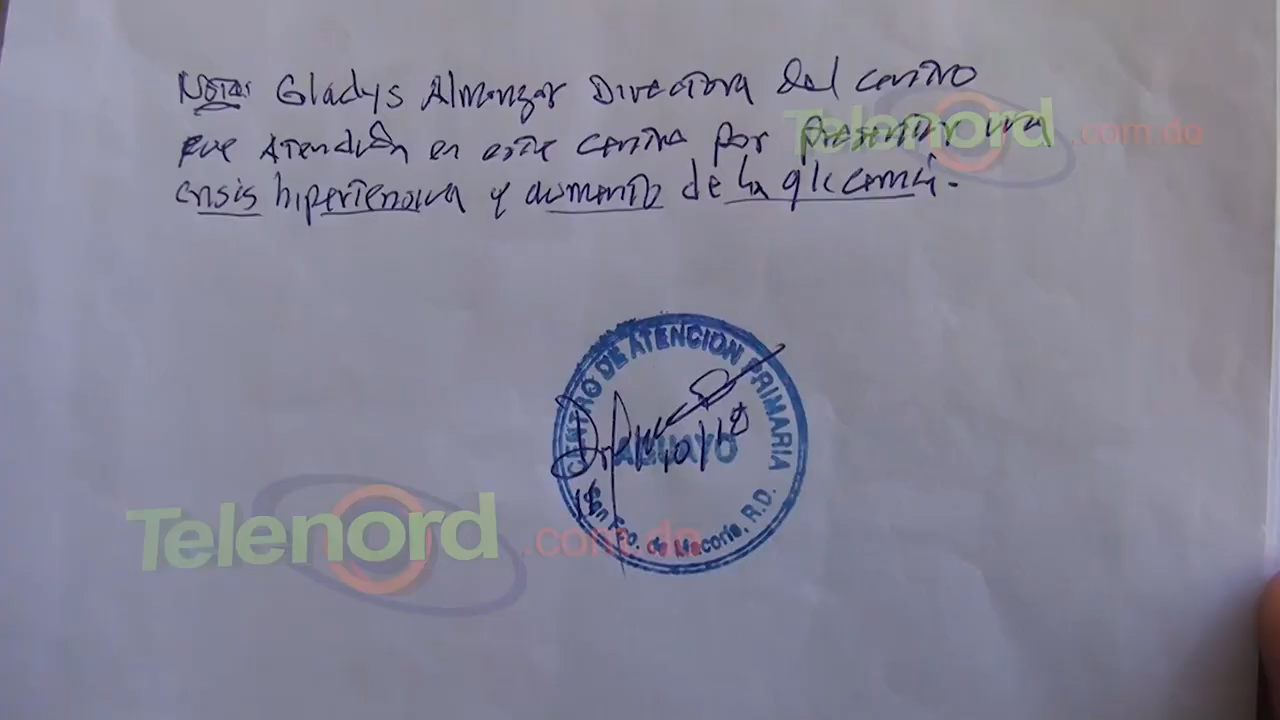 Nota: Gladys Almanzar Directora del centro
fue Atendida en este centro por presentar una
crisis hipertensiva y aumento de la glicemia.
Telenord.com.do
CENTRO DE ATENCION PRIMARIA
San Fco. de Macorís, R.D.
Telenord.com.do